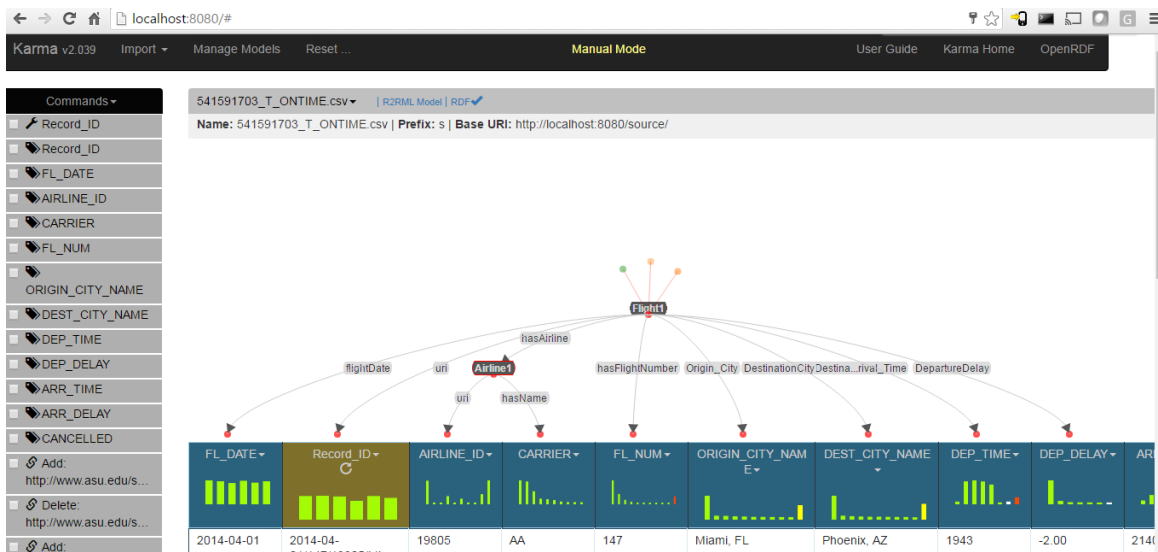 localhost:8080/#
Karma v2.039 Import Manage Models Reset ... Manual Mode User Guide Karma Home OpenRDF
Commands
Record_ID
Record_ID
FL_DATE
AIRLINE_ID
CARRIER
FL_NUM
ORIGIN_CITY_NAME
DEST_CITY_NAME
DEP_TIME
DEP_DELAY
ARR_TIME
ARR_DELAY
CANCELLED
Add:
http://www.asu.edu/s...
Delete:
http://www.asu.edu/s...
Add:
541591703_T_ONTIME.csv | R2RML Model | RDF
Name: 541591703_T_ONTIME.csv | Prefix: s | Base URI: http://localhost:8080/source/
Flight1
hasAirline
flightDate uri Airline1 hasFlightNumber Origin_City DestinationCity Destina...rival_Time DepartureDelay
uri hasName
FL_DATE Record_ID AIRLINE_ID CARRIER FL_NUM ORIGIN_CITY_NAM DEST_CITY_NAME DEP_TIME DEP_DELAY
E
2014-04-01 2014-04- 19805 AA 147 Miami, FL Phoenix, AZ 1943 -2.00